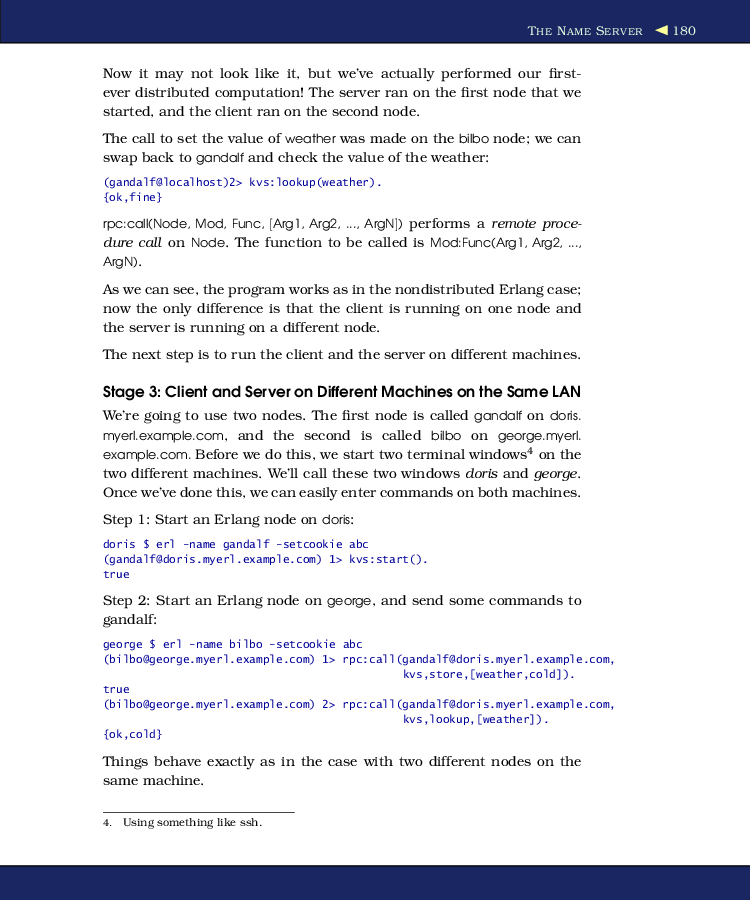 THE NAME SERVER ◀ 180
Now it may not look like it, but we've actually performed our first-
ever distributed computation! The server ran on the first node that we
started, and the client ran on the second node.
The call to set the value of weather was made on the bilbo node; we can
swap back to gandalf and check the value of the weather:
(gandalf@localhost)2> kvs:lookup(weather).
{ok,fine}
rpc:call(Node, Mod, Func, [Arg1, Arg2, ..., ArgN]) performs a remote proce-
dure call on Node. The function to be called is Mod:Func(Arg1, Arg2, ...,
ArgN).
As we can see, the program works as in the nondistributed Erlang case;
now the only difference is that the client is running on one node and
the server is running on a different node.
The next step is to run the client and the server on different machines.
Stage 3: Client and Server on Different Machines on the Same LAN
We're going to use two nodes. The first node is called gandalf on doris.
myerl.example.com, and the second is called bilbo on george.myerl.
example.com. Before we do this, we start two terminal windows4 on the
two different machines. We'll call these two windows doris and george.
Once we've done this, we can easily enter commands on both machines.
Step 1: Start an Erlang node on doris:
doris $ erl -name gandalf -setcookie abc
(gandalf@doris.myerl.example.com) 1> kvs:start().
true
Step 2: Start an Erlang node on george, and send some commands to
gandalf:
george $ erl -name bilbo -setcookie abc
(bilbo@george.myerl.example.com) 1> rpc:call(gandalf@doris.myerl.example.com,
kvs,store,[weather,cold]).
true
(bilbo@george.myerl.example.com) 2> rpc:call(gandalf@doris.myerl.example.com,
kvs,lookup,[weather]).
{ok,cold}
Things behave exactly as in the case with two different nodes on the
same machine.
4. Using something like ssh.